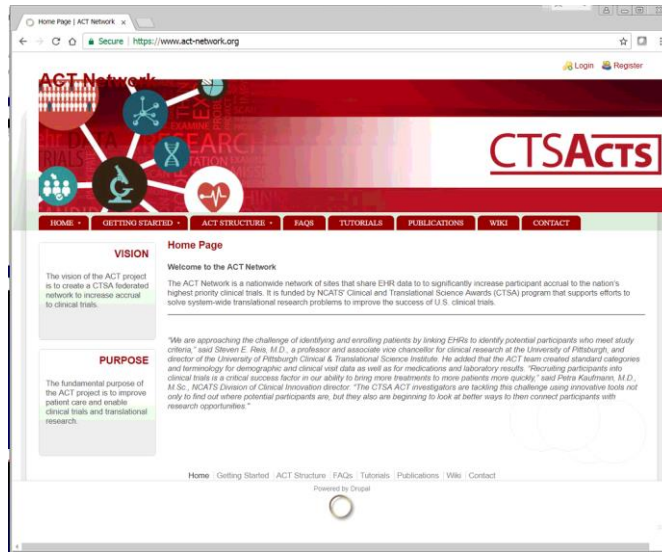 Home Page | ACT Network
Secure | https://www.act-network.org
Login Register
ACT Network
DATA
TRIALS
EXAMINE
EARCH
CTSACTS
HOME GETTING STARTED ACT STRUCTURE FAQS TUTORIALS PUBLICATIONS WIKI CONTACT
VISION
The vision of the ACT project
is to create a CTSA federated
network to increase accrual
to clinical trials.
PURPOSE
The fundamental purpose of
the ACT project is to improve
patient care and enable
clinical trials and translational
research.
Home Page
Welcome to the ACT Network
The ACT Network is a nationwide network of sites that share EHR data to to significantly increase participant accrual to the nation's
highest priority clinical trials. It is funded by NCATS' Clinical and Translational Science Awards (CTSA) program that supports efforts to
solve system-wide translational research problems to improve the success of U.S. clinical trials.
"We are approaching the challenge of identifying and enrolling patients by linking EHRs to identify potential participants who meet study
criteria," said Steven E. Reis, M.D., a professor and associate vice chancellor for clinical research at the University of Pittsburgh, and
director of the University of Pittsburgh Clinical & Translational Science Institute. He added that the ACT team created standard categories
and terminology for demographic and clinical visit data as well as for medications and laboratory results. "Recruiting participants into
clinical trials is a critical success factor in our ability to bring more treatments to more patients more quickly," said Petra Kaufmann, M.D.,
M.Sc., NCATS Division of Clinical Innovation director. "The CTSA ACT investigators are tackling this challenge using innovative tools not
only to find out where potential participants are, but they also are beginning to look at better ways to then connect participants with
research opportunities."
Home Getting Started ACT Structure FAQs Tutorials Publications Wiki Contact
Powered by Drupal